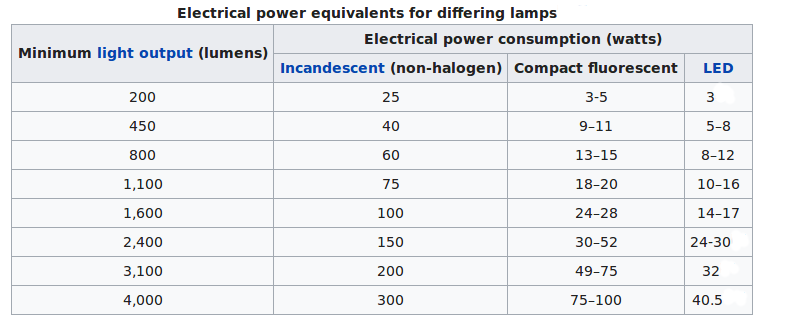 Electrical power equivalents for differing lamps
Minimum light output (lumens) Electrical power consumption (watts)
Incandescent (non-halogen) Compact fluorescent LED
200 25 3-5 3
450 40 9–11 5–8
800 60 13–15 8–12
1,100 75 18–20 10–16
1,600 100 24–28 14–17
2,400 150 30–52 24-30
3,100 200 49–75 32
4,000 300 75–100 40.5